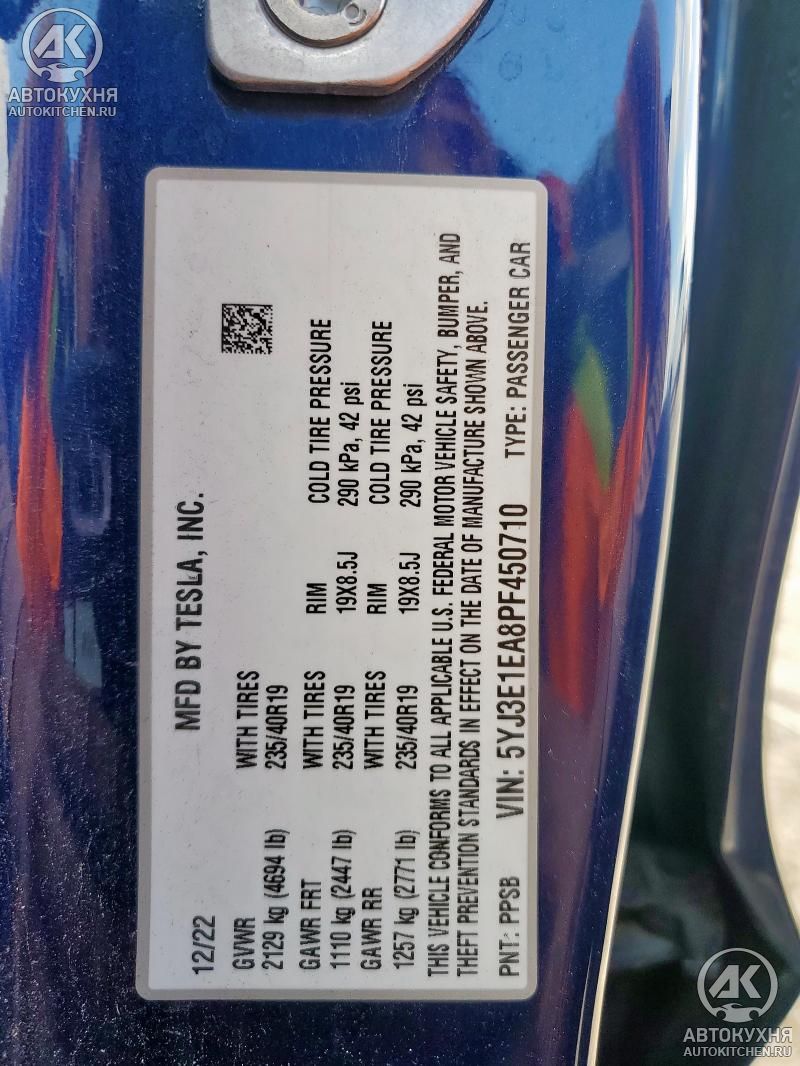 AK
АВТОКУХНЯ
AUTOKITCHEN.RU
12/22 MFD BY TESLA, INC.
GVWR WITH TIRES
2129 kg (4694 lb) 235/40R19
GAWR FRT WITH TIRES RIM COLD TIRE PRESSURE
1110 kg (2447 lb) 235/40R19 19X8.5J 290 kPa, 42 psi
GAWR RR WITH TIRES RIM COLD TIRE PRESSURE
1257 kg (2771 lb) 235/40R19 19X8.5J 290 kPa, 42 psi
THIS VEHICLE CONFORMS TO ALL APPLICABLE U.S. FEDERAL MOTOR VEHICLE SAFETY, BUMPER, AND
THEFT PREVENTION STANDARDS IN EFFECT ON THE DATE OF MANUFACTURE SHOWN ABOVE.
PNT: PPSB VIN: 5YJ3E1EA8PF450710 TYPE: PASSENGER CAR
AK
АВТОКУХНЯ
AUTOKITCHEN.RU